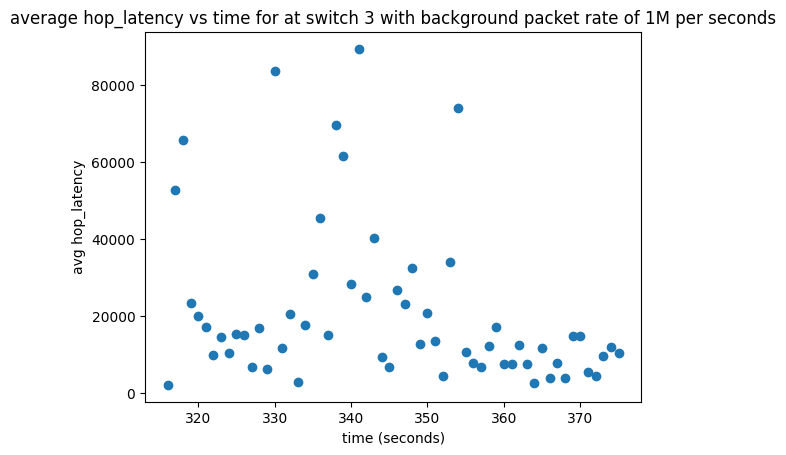 average hop_latency vs time for at switch 3 with background packet rate of 1M per seconds
avg hop_latency
80000
60000
40000
20000
0
320 330 340 350 360 370
time (seconds)